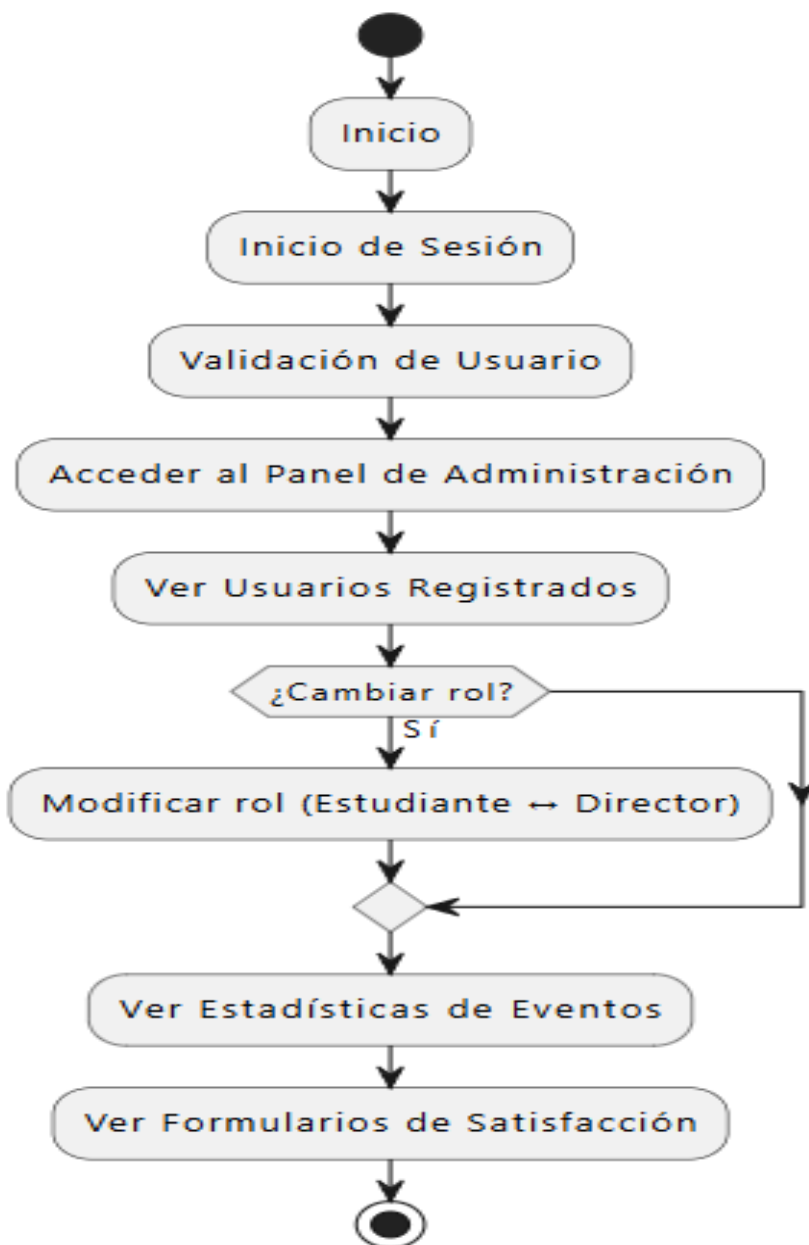 Inicio
Inicio de Sesión
Validación de Usuario
Acceder al Panel de Administración
Ver Usuarios Registrados
¿Cambiar rol?
Sí
Modificar rol (Estudiante ↔ Director)
Ver Estadísticas de Eventos
Ver Formularios de Satisfacción